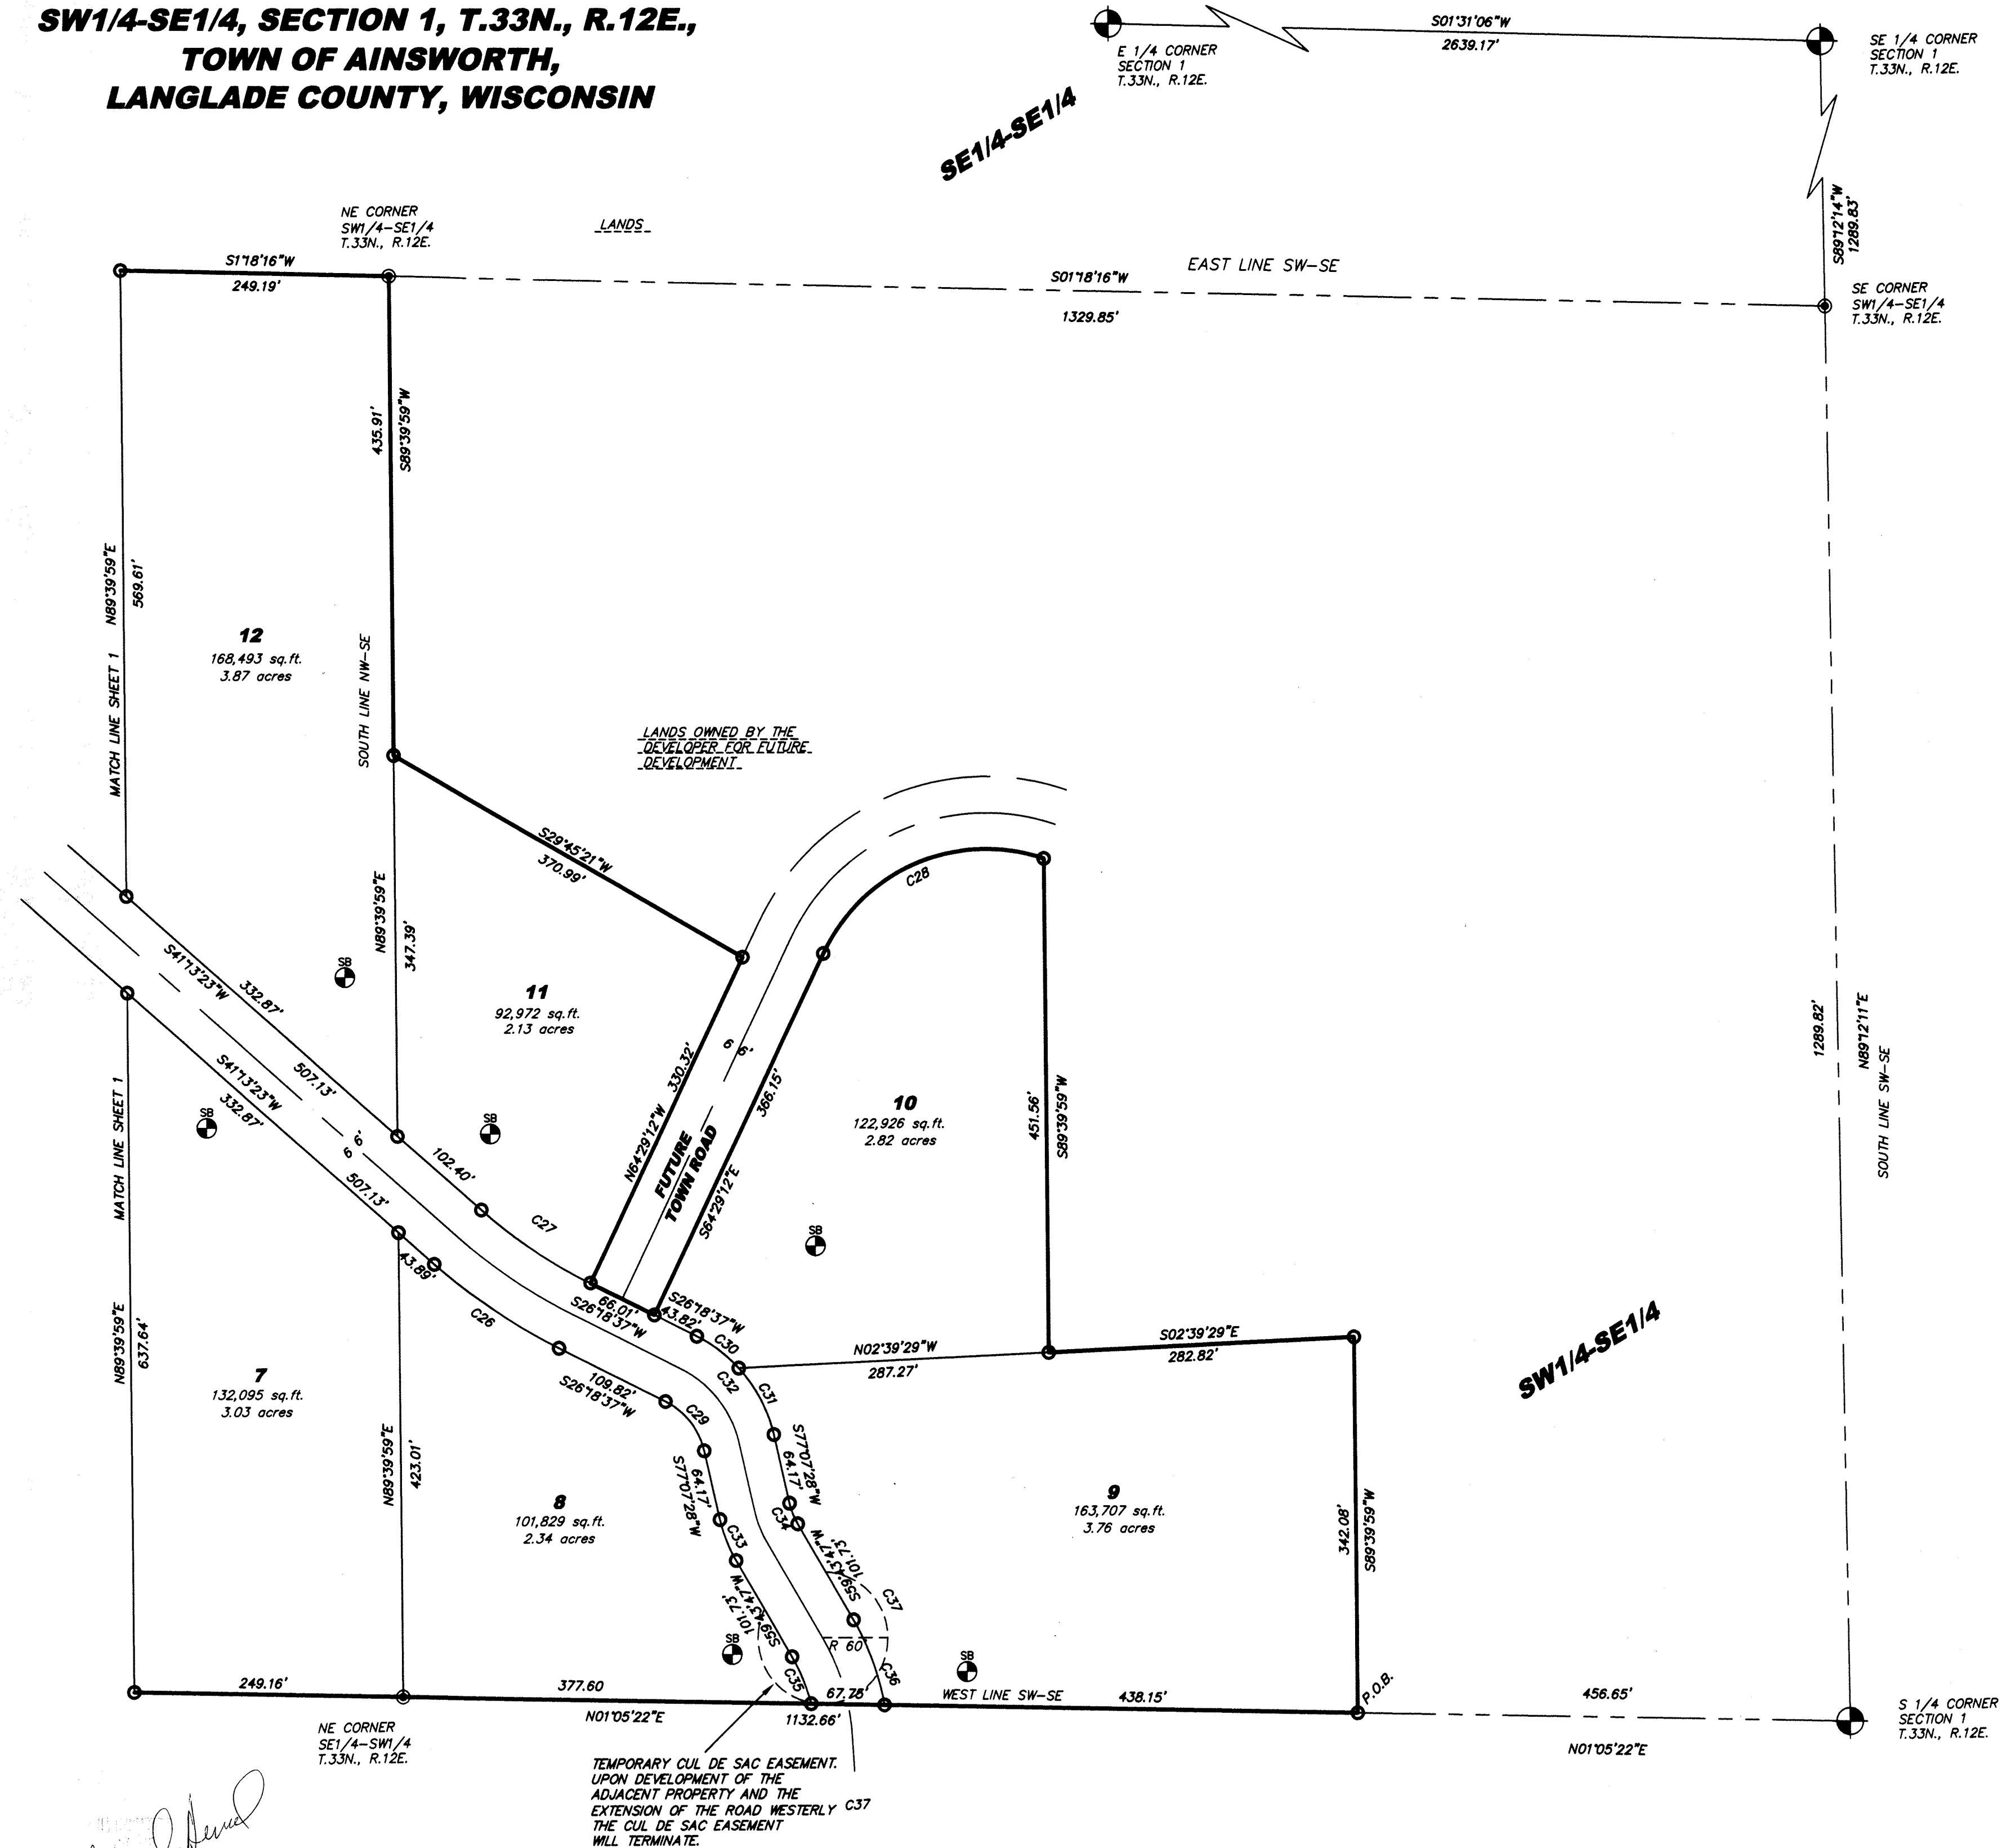 SW1/4-SE1/4, SECTION 1, T.33N., R.12E.,
TOWN OF AINSWORTH,
LANGLADE COUNTY, WISCONSIN
E 1/4 CORNER
SECTION 1
T.33N., R.12E.
S01°31'06"W
2639.17'
SE 1/4 CORNER
SECTION 1
T.33N., R.12E.
SE1/4-SE1/4
S89°12'14"W
1289.83'
NE CORNER
SW1/4-SE1/4
T.33N., R.12E.
LANDS
S1°18'16"W
249.19'
S01°18'16"W
1329.85'
EAST LINE SW-SE
SE CORNER
SW1/4-SE1/4
T.33N., R.12E.
435.91'
S89°39'59"W
MATCH LINE SHEET 1 N89°39'59"E
569.61'
12
168,493 sq.ft.
3.87 acres
SOUTH LINE NW-SE
LANDS OWNED BY THE
DEVELOPER FOR FUTURE
DEVELOPMENT
S29°45'21"W
370.99'
C28
N89°39'59"E
347.39'
S41°13'23"W
332.87'
SB
11
92,972 sq.ft.
2.13 acres
507.13'
S41°13'23"W
332.87'
SB
SB
66'
507.13'
102.40'
C27
N64°29'12"W 330.32'
66'
FUTURE
TOWN ROAD
366.15'
S64°29'12"E
10
122,926 sq.ft.
2.82 acres
451.56'
S89°39'59"W
1289.82'
N89°12'11"E
SOUTH LINE SW-SE
SB
MATCH LINE SHEET 1
N89°39'59"E
637.64'
43.89'
C26
66.01'
S26°18'37"W
S26°18'37"W
43.82'
C30
N02°39'29"W
287.27'
S02°39'29"E
282.82'
SW1/4-SE1/4
7
132,095 sq.ft.
3.03 acres
109.82'
S26°18'37"W
C32
C31
C29
N89°39'59"E
423.01'
S77°07'28"W
64.17'
S77°07'28"W
64.17'
8
101,829 sq.ft.
2.34 acres
C33
C34
9
163,707 sq.ft.
3.76 acres
342.08'
S89°39'59"W
S59°43'47"W
101.73'
S59°43'47"W
101.73'
C37
R 60'
SB
SB
C35
C36
P.O.B.
249.16'
377.60
67.75'
WEST LINE SW-SE
438.15'
456.65'
N01°05'22"E
1132.66'
N01°05'22"E
S 1/4 CORNER
SECTION 1
T.33N., R.12E.
NE CORNER
SE1/4-SW1/4
T.33N., R.12E.
TEMPORARY CUL DE SAC EASEMENT.
UPON DEVELOPMENT OF THE
ADJACENT PROPERTY AND THE
EXTENSION OF THE ROAD WESTERLY C37
THE CUL DE SAC EASEMENT
WILL TERMINATE.